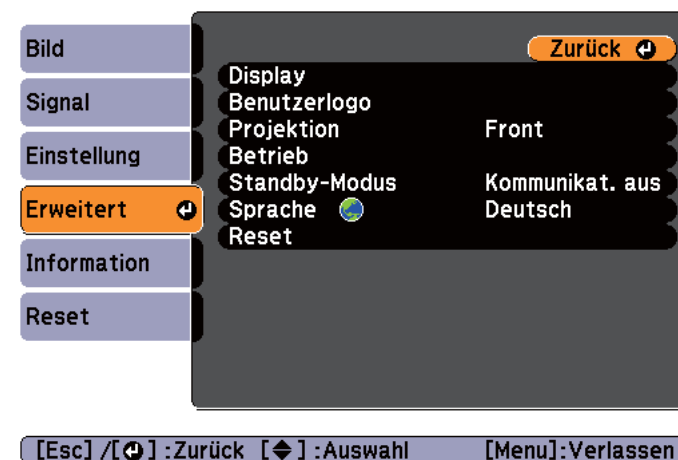 Bild
Signal
Einstellung
Erweitert
Information
Reset
Zurück
Display
Benutzerlogo
Projektion Front
Betrieb
Standby-Modus Kommunikat. aus
Sprache Deutsch
Reset
[Esc] /[⏎] :Zurück [◆] :Auswahl [Menu]:Verlassen